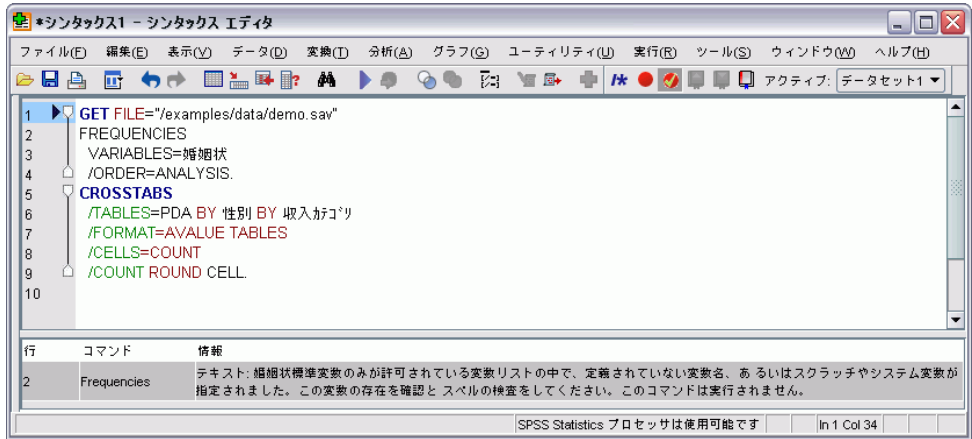 *シンタックス1 - シンタックス エディタ
ファイル(F) 編集(E) 表示(V) データ(D) 変換(T) 分析(A) グラフ(G) ユーティリティ(U) 実行(R) ツール(S) ウィンドウ(W) ヘルプ(H)
アクティブ: データセット1
1 GET FILE="/examples/data/demo.sav"
2 FREQUENCIES
3 VARIABLES=婚姻状
4 /ORDER=ANALYSIS.
5 CROSSTABS
6 /TABLES=PDA BY 性別 BY 収入ｶﾃｺﾞﾘ
7 /FORMAT=AVALUE TABLES
8 /CELLS=COUNT
9 /COUNT ROUND CELL.
10
行 コマンド 情報
2 Frequencies テキスト: 婚姻状標準変数のみが許可されている変数リストの中で、定義されていない変数名、あ るいはスクラッチやシステム変数が
指定されました。この変数の存在を確認と スペルの検査をしてください。このコマンドは実行されません。
SPSS Statistics プロセッサは使用可能です In 1 Col 34